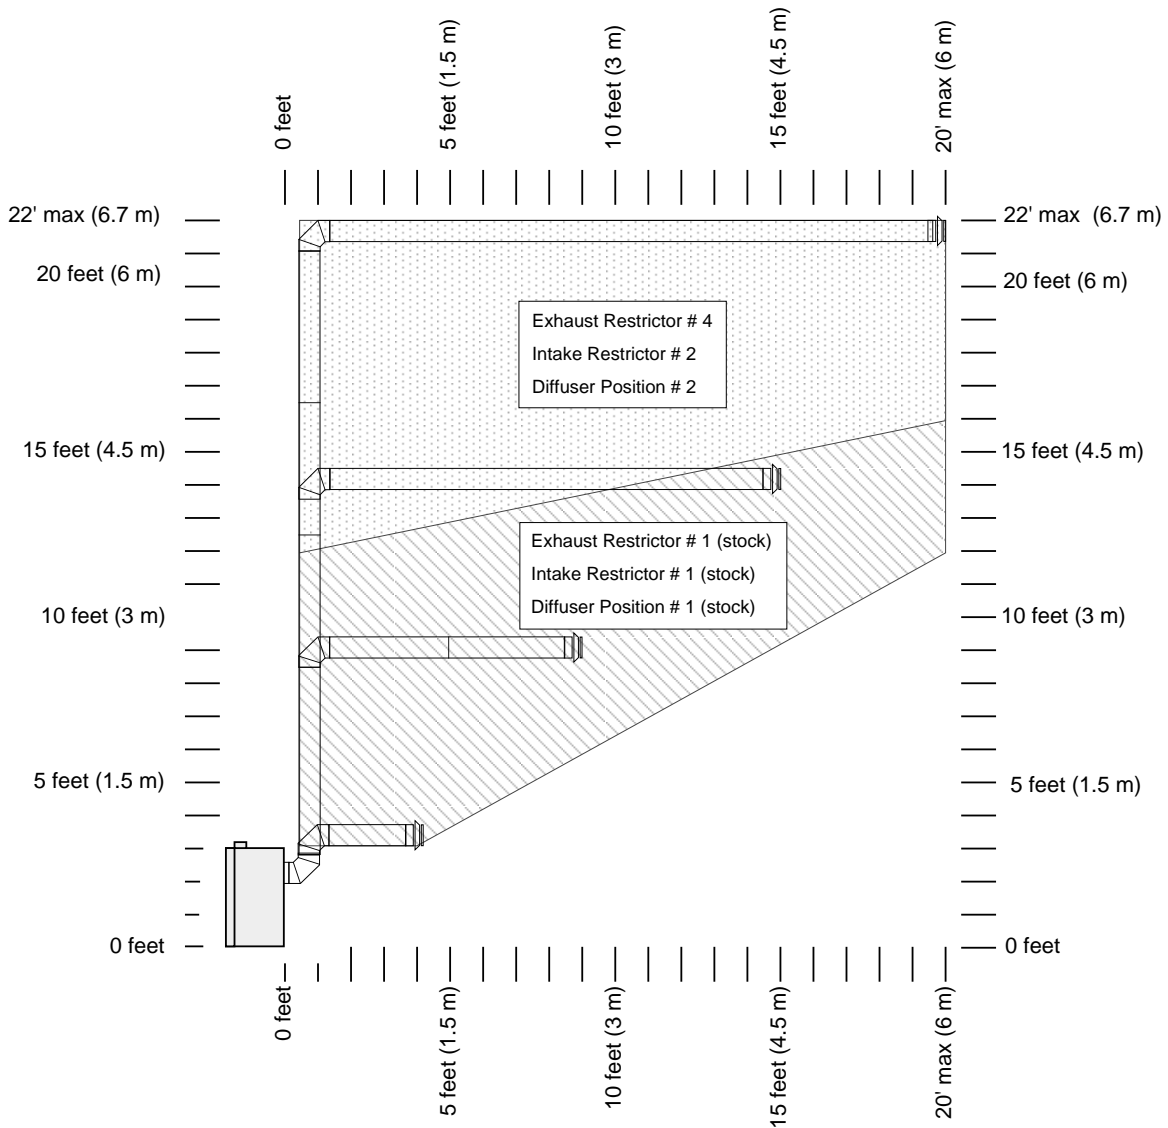 0 feet
5 feet (1.5 m)
10 feet (3 m)
15 feet (4.5 m)
20' max (6 m)
22' max (6.7 m)
20 feet (6 m)
15 feet (4.5 m)
10 feet (3 m)
5 feet (1.5 m)
0 feet
Exhaust Restrictor # 4
Intake Restrictor # 2
Diffuser Position # 2
Exhaust Restrictor # 1 (stock)
Intake Restrictor # 1 (stock)
Diffuser Position # 1 (stock)
22' max (6.7 m)
20 feet (6 m)
15 feet (4.5 m)
10 feet (3 m)
5 feet (1.5 m)
0 feet
0 feet
5 feet (1.5 m)
10 feet (3 m)
15 feet (4.5 m)
20' max (6 m)